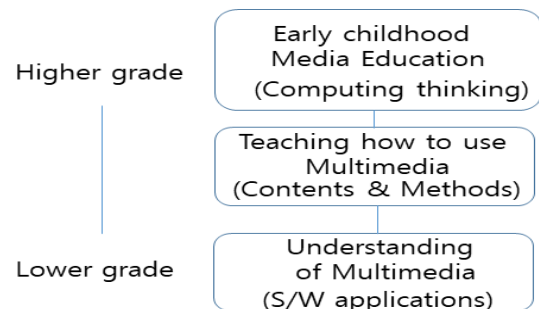 Higher grade
Early childhood
Media Education
(Computing thinking)
Teaching how to use
Multimedia
(Contents & Methods)
Lower grade
Understanding
of Multimedia
(S/W applications)